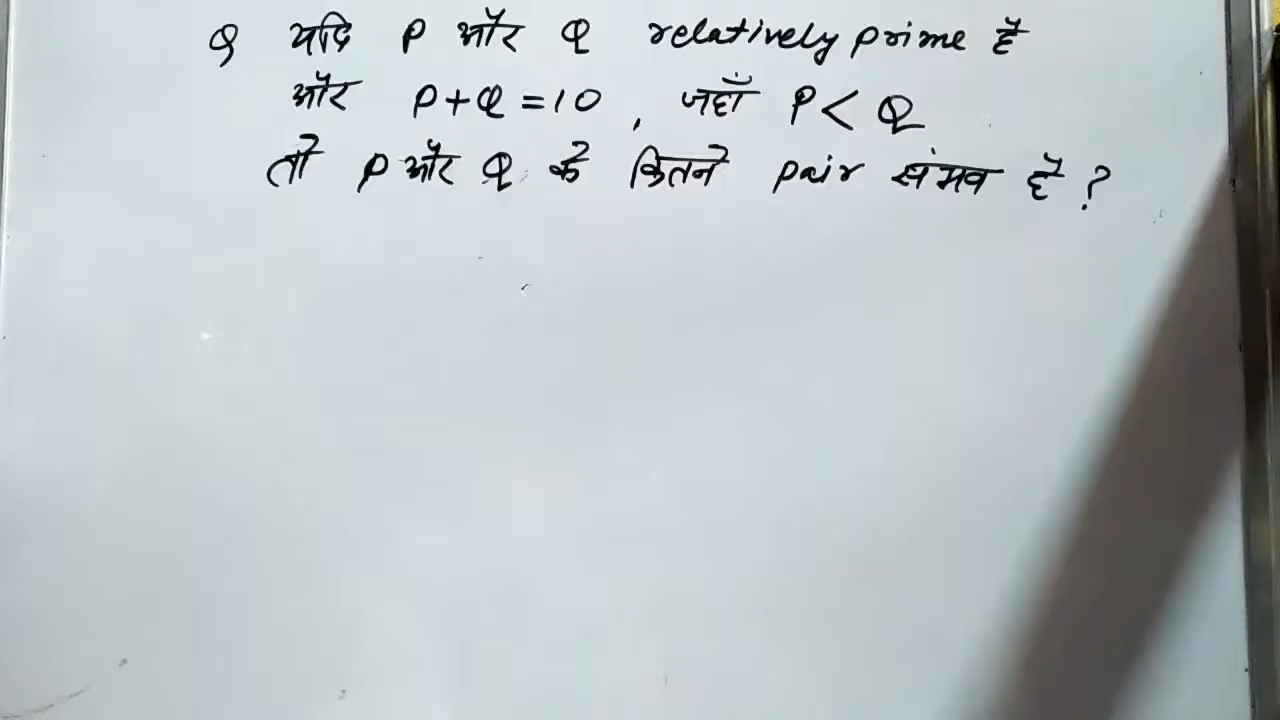 Q यदि P और Q relatively prime है
और P+Q=10, जहाँ P<Q
तो P और Q के कितने pair संभव है?